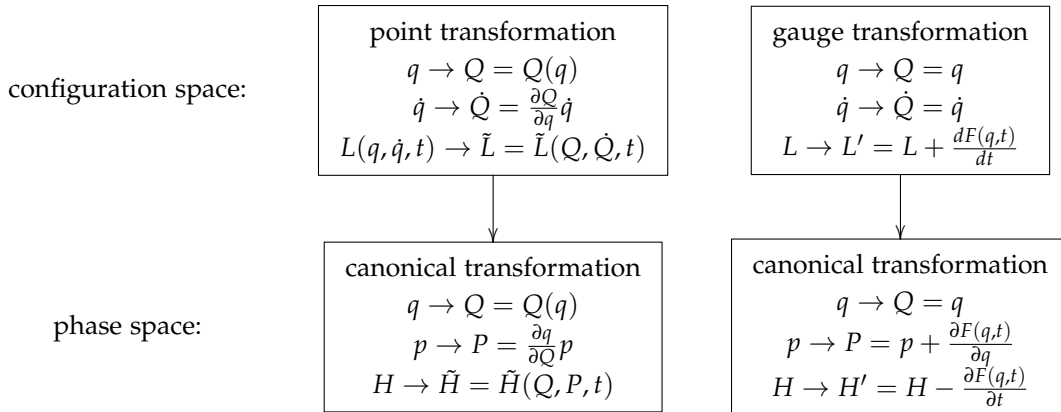 configuration space:
point transformation
q → Q = Q(q)
q̇ → Q̇ = ∂Q/∂q q̇
L(q, q̇, t) → L̃ = L̃(Q, Q̇, t)
gauge transformation
q → Q = q
q̇ → Q̇ = q̇
L → L′ = L + dF(q,t)/dt
phase space:
canonical transformation
q → Q = Q(q)
p → P = ∂q/∂Q p
H → H̃ = H̃(Q, P, t)
canonical transformation
q → Q = q
p → P = p + ∂F(q,t)/∂q
H → H′ = H − ∂F(q,t)/∂t